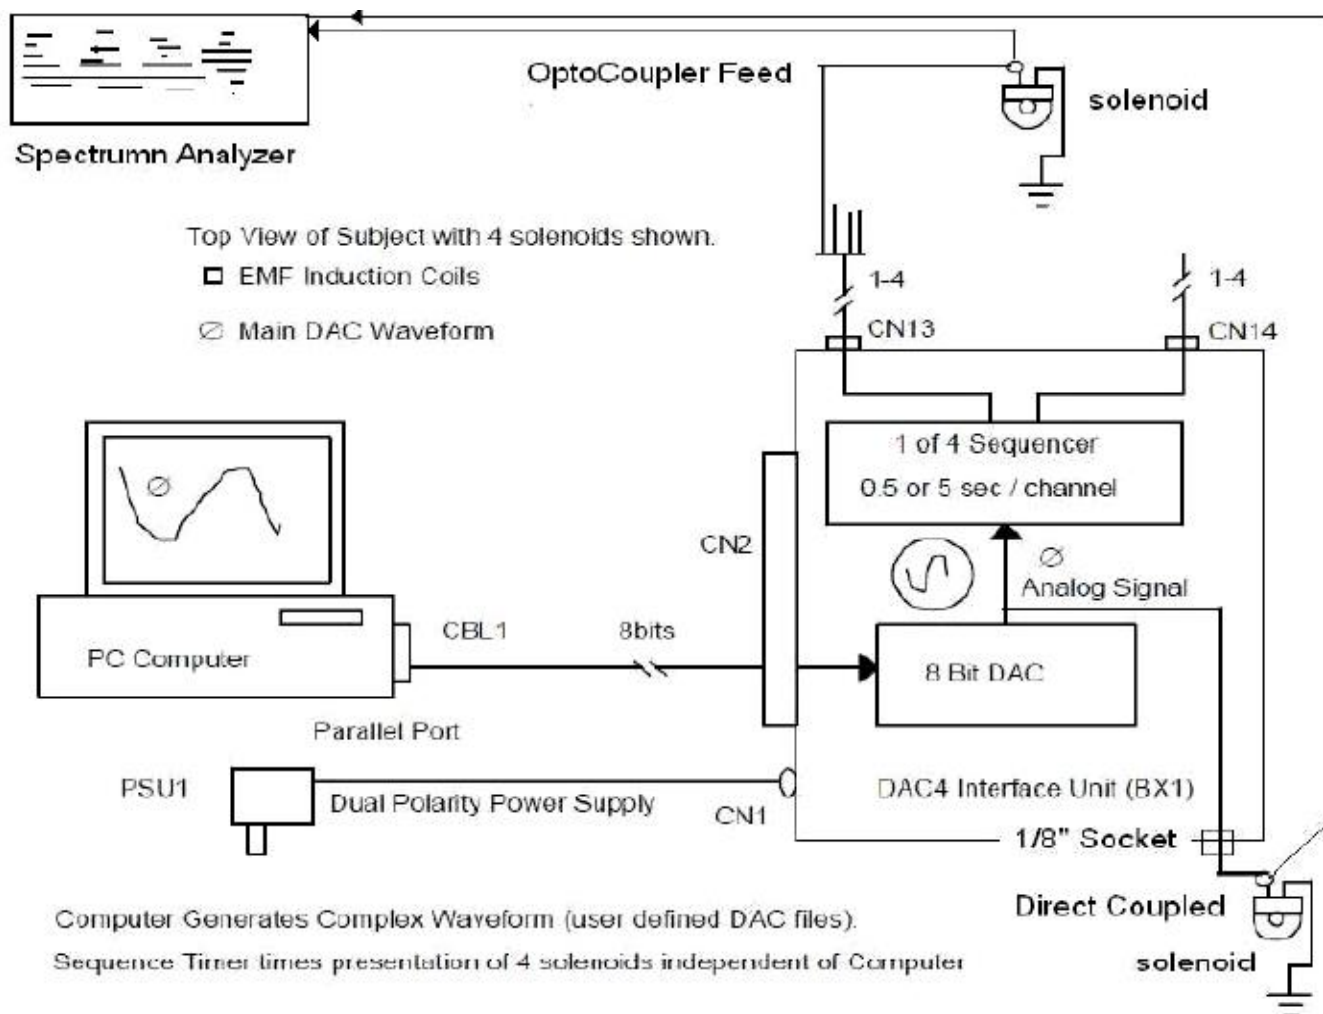 OptoCoupler Feed
solenoid
Spectrumn Analyzer
Top View of Subject with 4 solenoids shown.
EMF Induction Coils
∅ Main DAC Waveform
1-4
1-4
CN13
CN14
1 of 4 Sequencer
0.5 or 5 sec / channel
CN2
∅
∅
Analog Signal
CBL1
8bits
PC Computer
8 Bit DAC
Parallel Port
PSU1
Dual Polarity Power Supply
CN1
DAC4 Interface Unit (BX1)
1/8" Socket
Direct Coupled
solenoid
Computer Generates Complex Waveform (user defined DAC files).
Sequence Timer times presentation of 4 solenoids independent of Computer